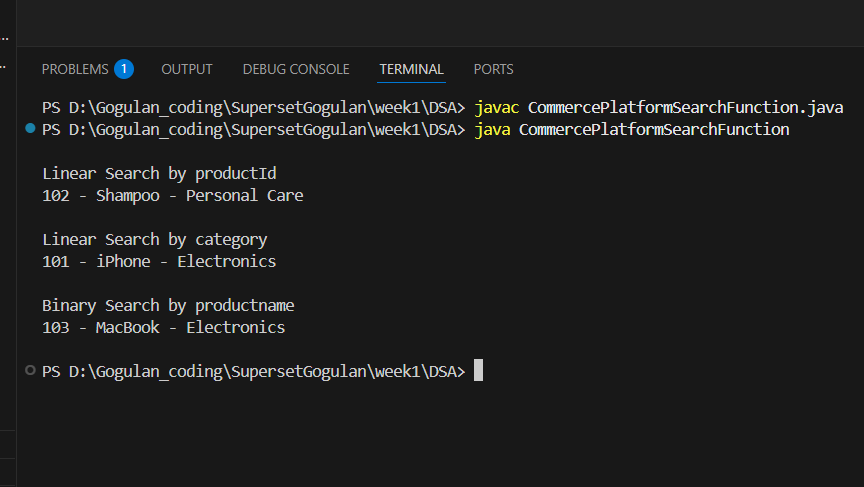 PROBLEMS 1 OUTPUT DEBUG CONSOLE TERMINAL PORTS
PS D:\Gogulan_coding\SupersetGogulan\week1\DSA> javac CommercePlatformSearchFunction.java
PS D:\Gogulan_coding\SupersetGogulan\week1\DSA> java CommercePlatformSearchFunction
Linear Search by productId
102 - Shampoo - Personal Care
Linear Search by category
101 - iPhone - Electronics
Binary Search by productname
103 - MacBook - Electronics
PS D:\Gogulan_coding\SupersetGogulan\week1\DSA>